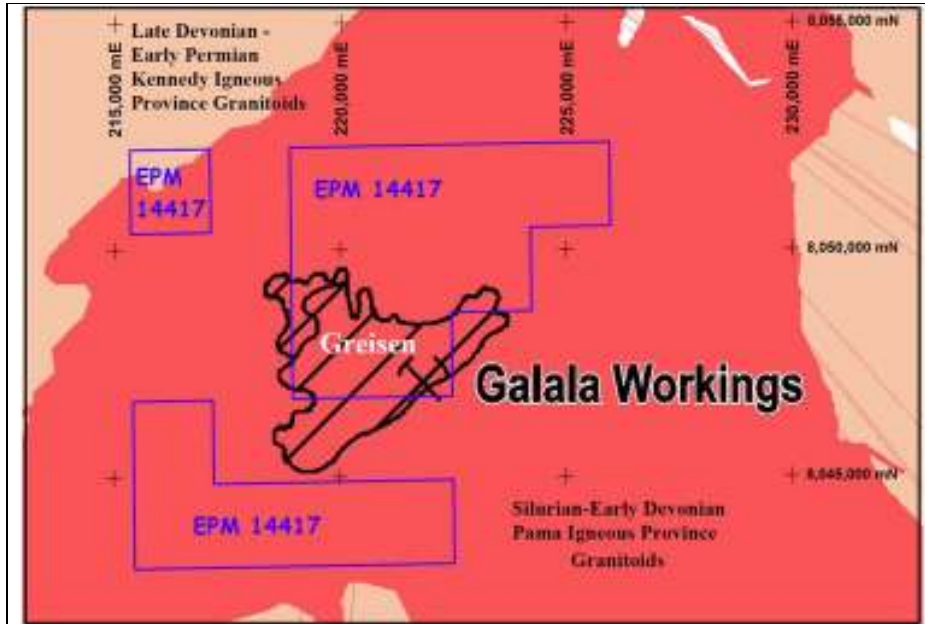 Late Devonian -
Early Permian
Kennedy Igneous
Province Granitoids
215,000 mE
220,000 mE
225,000 mE
230,000 mE
8,055,000 mN
EPM
14417
EPM 14417
8,050,000 mN
Greisen
Galala Workings
8,045,000 mN
EPM 14417
Silurian-Early Devonian
Pama Igneous Province
Granitoids